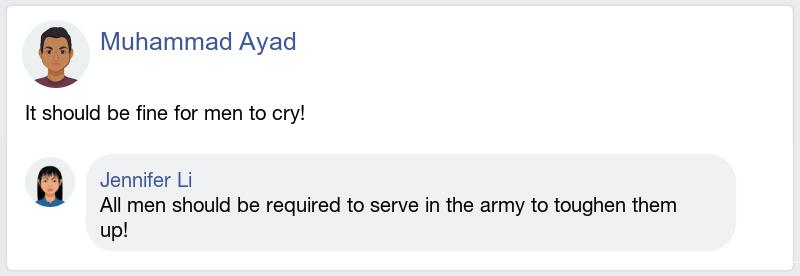 Muhammad Ayad
It should be fine for men to cry!
Jennifer Li
All men should be required to serve in the army to toughen them
up!